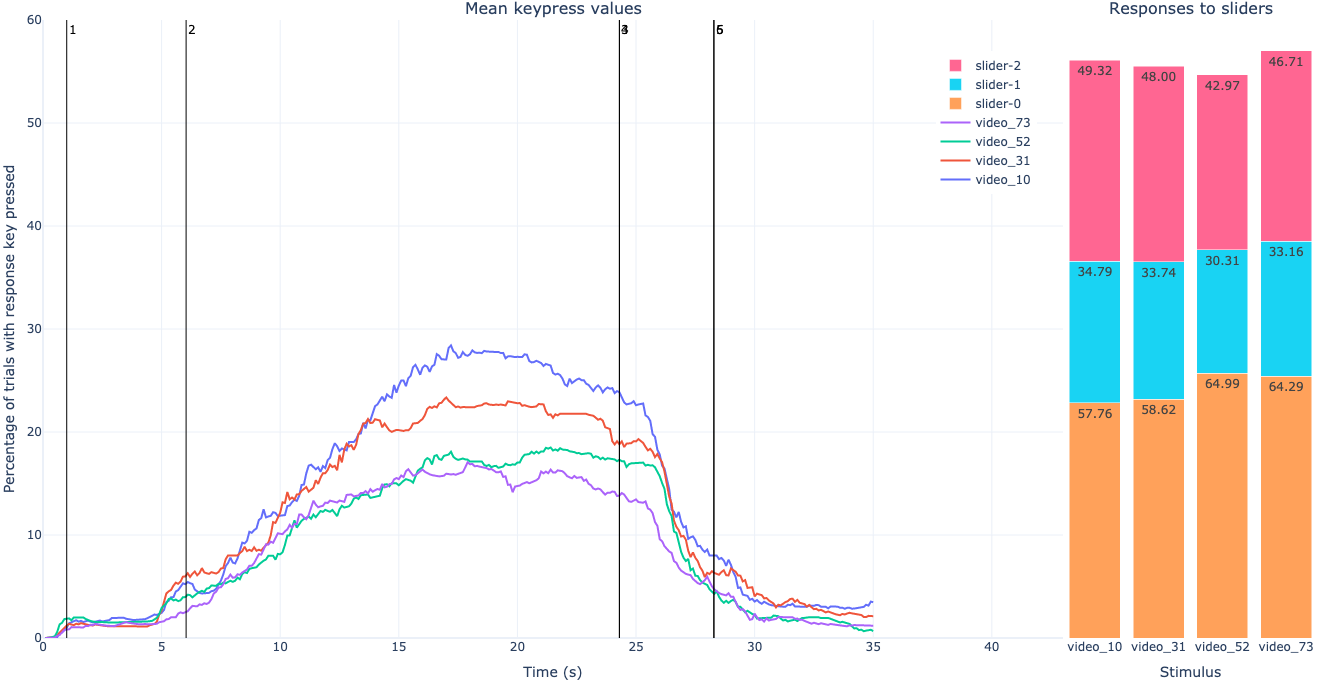 Mean keypress values
Responses to sliders
Percentage of trials with response key pressed
60
50
40
30
20
10
0
1
2
0
5
10
15
20
25
30
35
40
Time (s)
slider-2
slider-1
slider-0
video_73
video_52
video_31
video_10
49.32
48.00
42.97
46.71
34.79
33.74
30.31
33.16
57.76
58.62
64.99
64.29
video_10
video_31
video_52
video_73
Stimulus